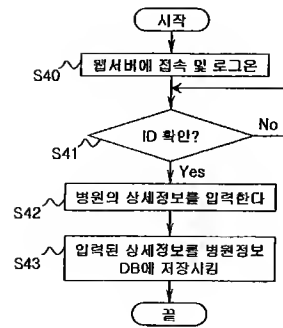 시작
S40
웹서버에 접속 및 로그온
ID 확인?
No
S41
Yes
S42
병원의 상세정보를 입력한다
S43
입력된 상세정보를 병원정보
DB에 저장시킴
끝